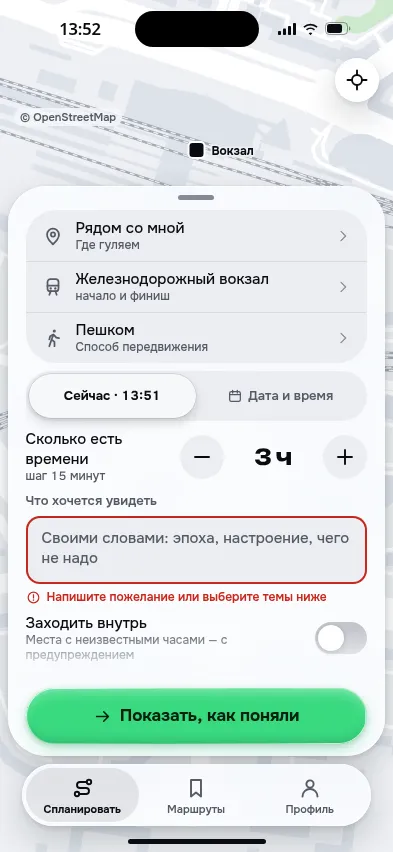 13:52
© OpenStreetMap
Вокзал
Рядом со мной
Где гуляем
Железнодорожный вокзал
начало и финиш
Пешком
Способ передвижения
Сейчас · 13:51
Дата и время
Сколько есть
времени
шаг 15 минут
3 ч
Что хочется увидеть
Своими словами: эпоха, настроение, чего
не надо
Напишите пожелание или выберите темы ниже
Заходить внутрь
Места с неизвестными часами — с
предупреждением
Показать, как поняли
Спланировать
Маршруты
Профиль